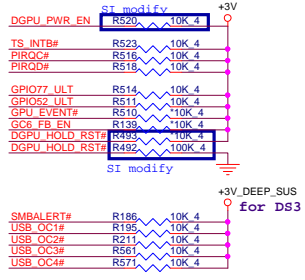 SI modify
+3V
DGPU_PWR_EN R520 10K_4
TS_INTB# R523 10K_4
PIRQC# R516 10K_4
PIRQD# R518 10K_4
GPIO77_ULT R514 10K_4
GPIO52_ULT R511 10K_4
GPU_EVENT# R510 *10K_4
GC6_FB_EN R139 *10K_4
DGPU_HOLD_RST# R493 *10K_4
DGPU_HOLD_RST# R492 100K_4
SI modify
+3V_DEEP_SUS
for DS3
SMBALERT# R186 10K_4
USB_OC1# R195 10K_4
USB_OC2# R211 10K_4
USB_OC3# R561 10K_4
USB_OC4# R571 10K_4